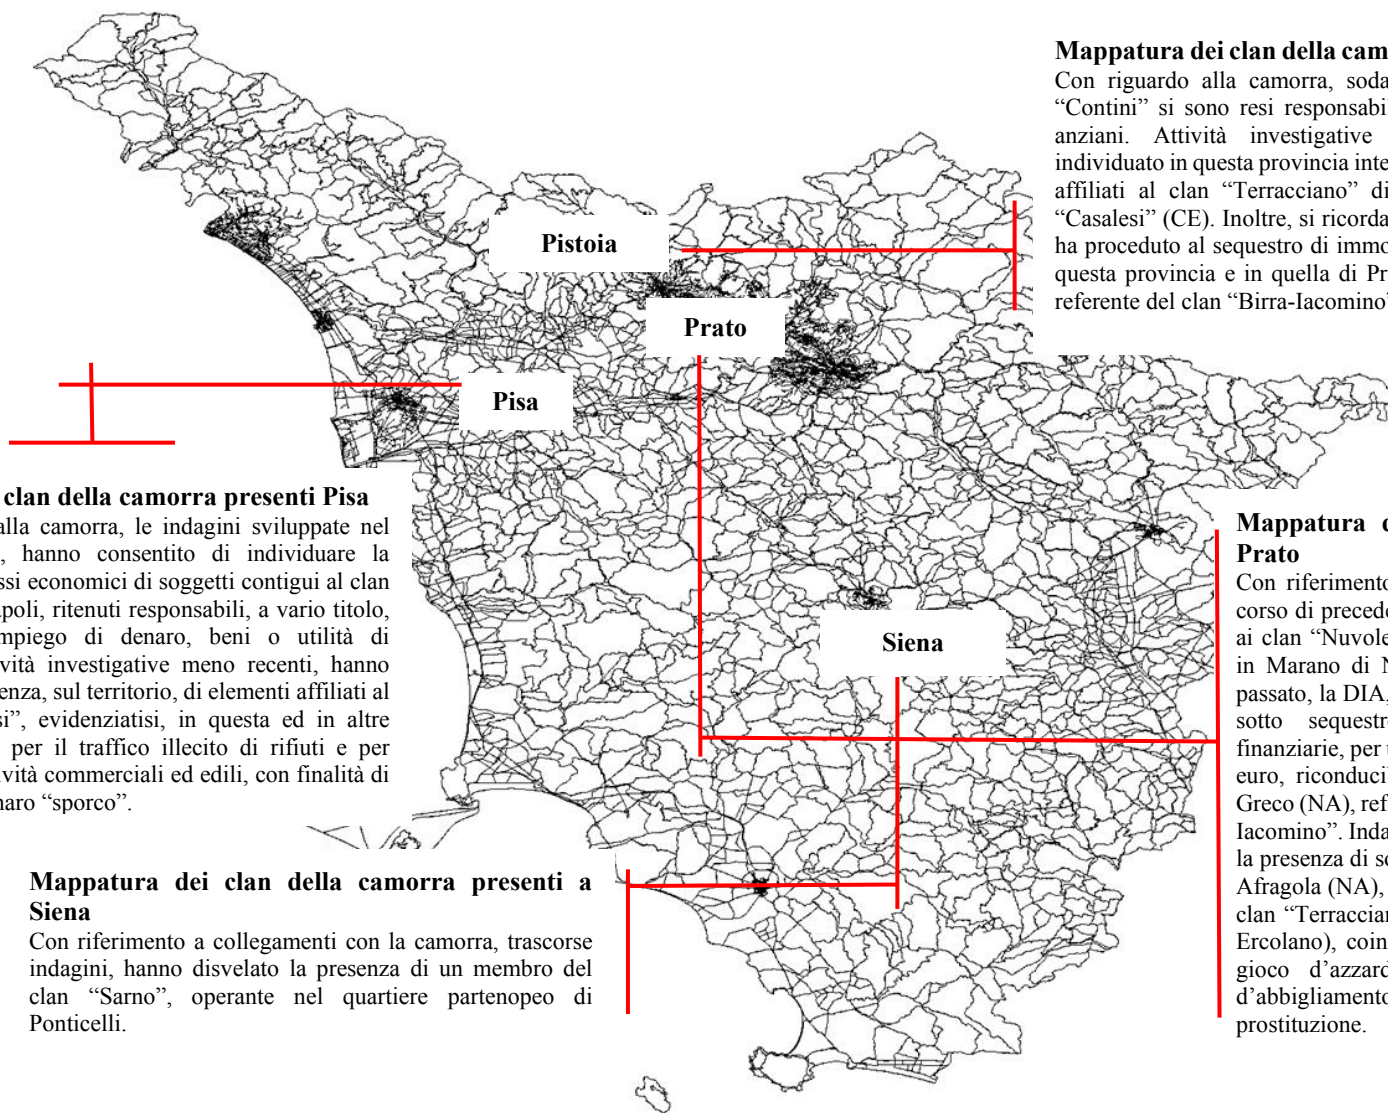 Mappatura dei clan della cam
Con riguardo alla camorra, soda
“Contini” si sono resi responsabi
anziani. Attività investigative
individuato in questa provincia inte
affiliati al clan “Terracciano” di
“Casalesi” (CE). Inoltre, si ricorda
ha proceduto al sequestro di immo
questa provincia e in quella di Pr
referente del clan “Birra-Iacomino”
Pistoia
Prato
Pisa
clan della camorra presenti Pisa
alla camorra, le indagini sviluppate nel
, hanno consentito di individuare la
ssi economici di soggetti contigui al clan
apoli, ritenuti responsabili, a vario titolo,
mpiego di denaro, beni o utilità di
vità investigative meno recenti, hanno
enza, sul territorio, di elementi affiliati al
si”, evidenziatisi, in questa ed in altre
per il traffico illecito di rifiuti e per
ività commerciali ed edili, con finalità di
naro “sporco”.
Siena
Mappatura d
Prato
Con riferimento
corso di precede
ai clan “Nuvole
in Marano di N
passato, la DIA,
sotto sequestr
finanziarie, per u
euro, riconduci
Greco (NA), ref
Iacomino”. Inda
la presenza di so
Afragola (NA),
clan “Terraccian
Ercolano), coin
gioco d’azzard
d’abbigliamento
prostituzione.
Mappatura dei clan della camorra presenti a
Siena
Con riferimento a collegamenti con la camorra, trascorse
indagini, hanno disvelato la presenza di un membro del
clan “Sarno”, operante nel quartiere partenopeo di
Ponticelli.